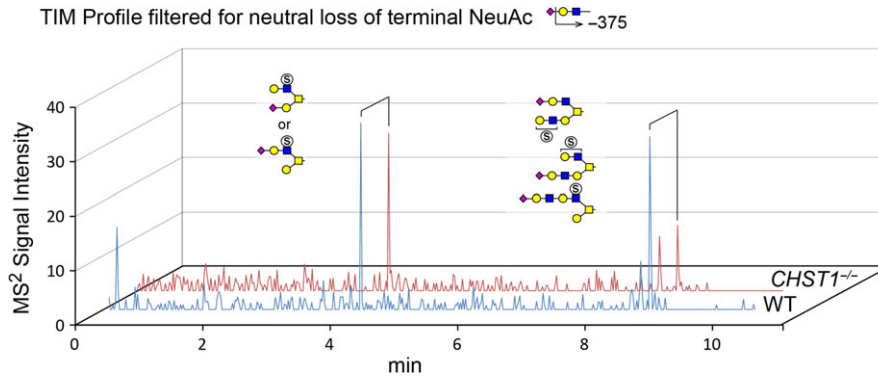 TIM Profile filtered for neutral loss of terminal NeuAc
–375
S
or
S
S
S
S
MS² Signal Intensity
40
30
20
10
0
CHST1–/–
WT
0
2
4
6
8
10
min